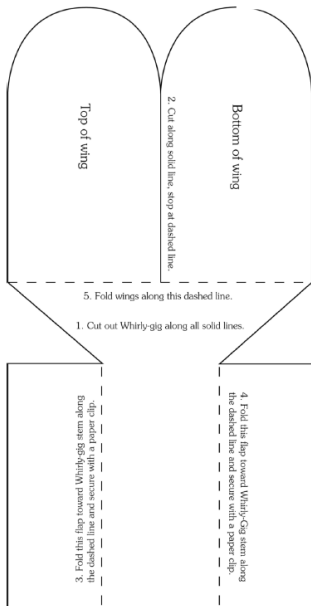 Top of wing
2. Cut along solid line, stop at dashed line.
Bottom of wing
5. Fold wings along this dashed line.
1. Cut out Whirly-gig along all solid lines.
3. Fold this flap toward Whirly-gig stem along
the dashed line and secure with a paper clip.
4. Fold this flap toward Whirly-Gig stem along
the dashed line and secure with a paper clip.